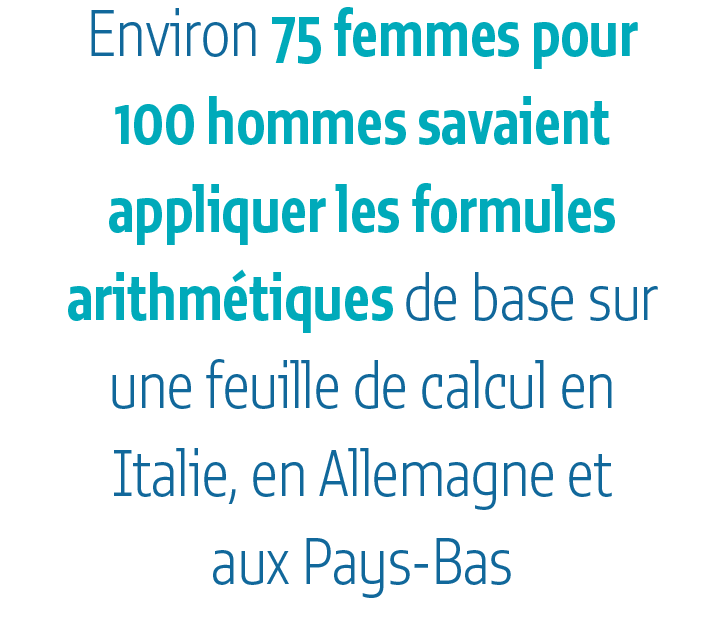 Environ 75 femmes pour
100 hommes savaient
appliquer les formules
arithmétiques de base sur
une feuille de calcul en
Italie, en Allemagne et
aux Pays-Bas